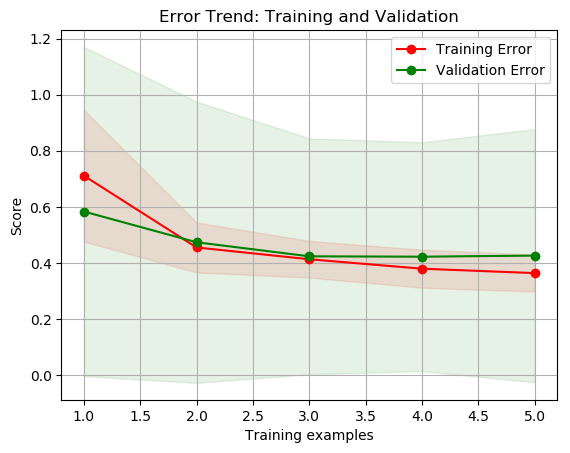 Error Trend: Training and Validation
Training Error
Validation Error
Score
1.2
1.0
0.8
0.6
0.4
0.2
0.0
1.0 1.5 2.0 2.5 3.0 3.5 4.0 4.5 5.0
Training examples